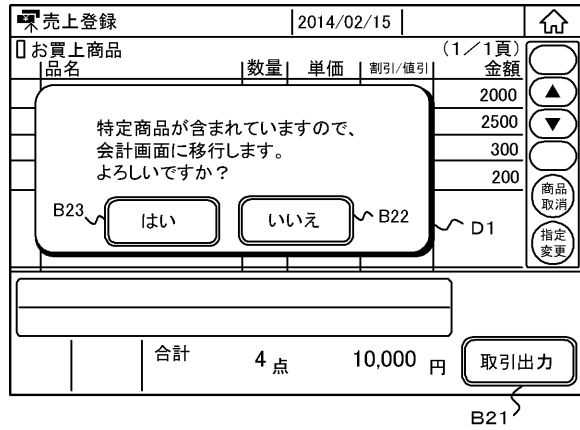 売上登録 2014/02/15
お買上商品 (1／1頁)
品名 数量 単価 割引/値引 金額
2000
2500
300
200
特定商品が含まれていますので、
会計画面に移行します。
よろしいですか？
B23 はい いいえ B22
D1
▲
▼
商品
取消
指定
変更
合計 4点 10,000 円
取引出力
B21